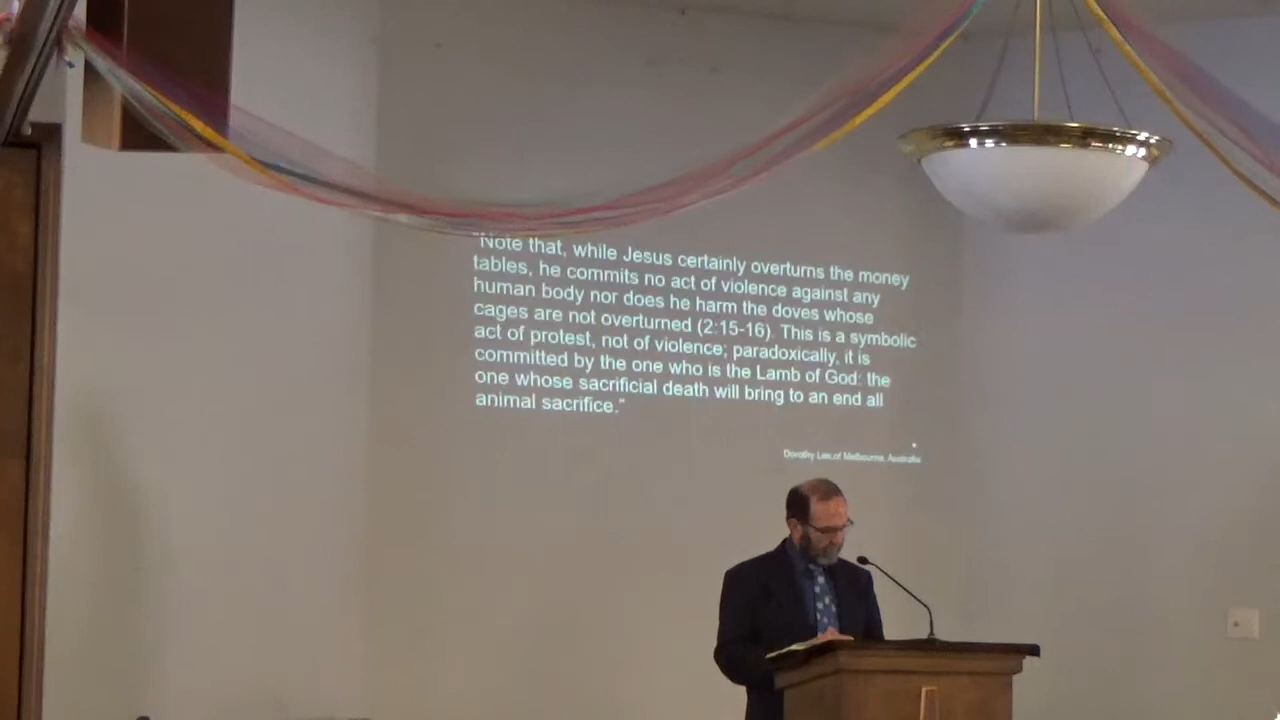 "Note that, while Jesus certainly overturns the money
tables, he commits no act of violence against any
human body nor does he harm the doves whose
cages are not overturned (2:15-16). This is a symbolic
act of protest, not of violence; paradoxically, it is
committed by the one who is the Lamb of God: the
one whose sacrificial death will bring to an end all
animal sacrifice."
Dorothy Lee,of Melbourne, Australia